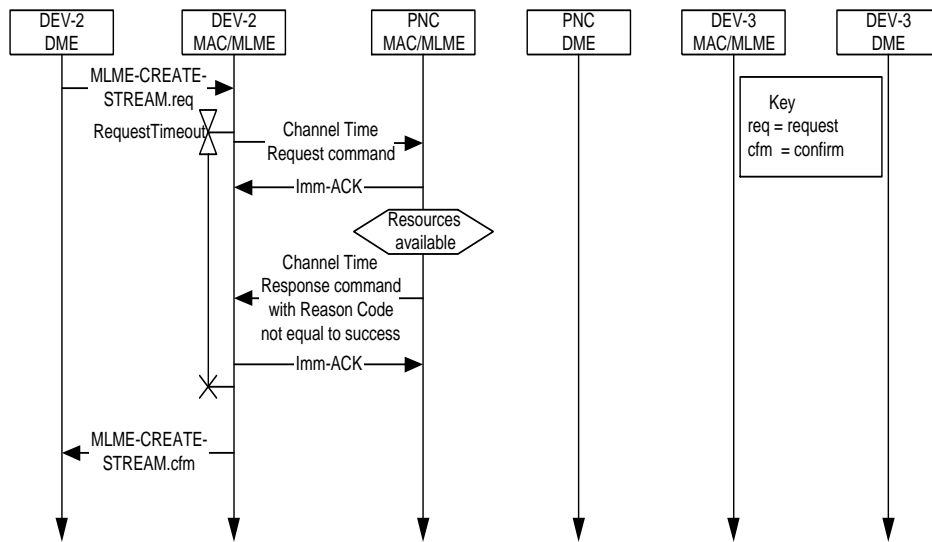 DEV-2
DME
DEV-2
MAC/MLME
PNC
MAC/MLME
PNC
DME
DEV-3
MAC/MLME
DEV-3
DME
MLME-CREATE-
STREAM.req
Key
req = request
cfm = confirm
RequestTimeout
Channel Time
Request command
Imm-ACK
Resources
available
Channel Time
Response command
with Reason Code
not equal to success
Imm-ACK
MLME-CREATE-
STREAM.cfm